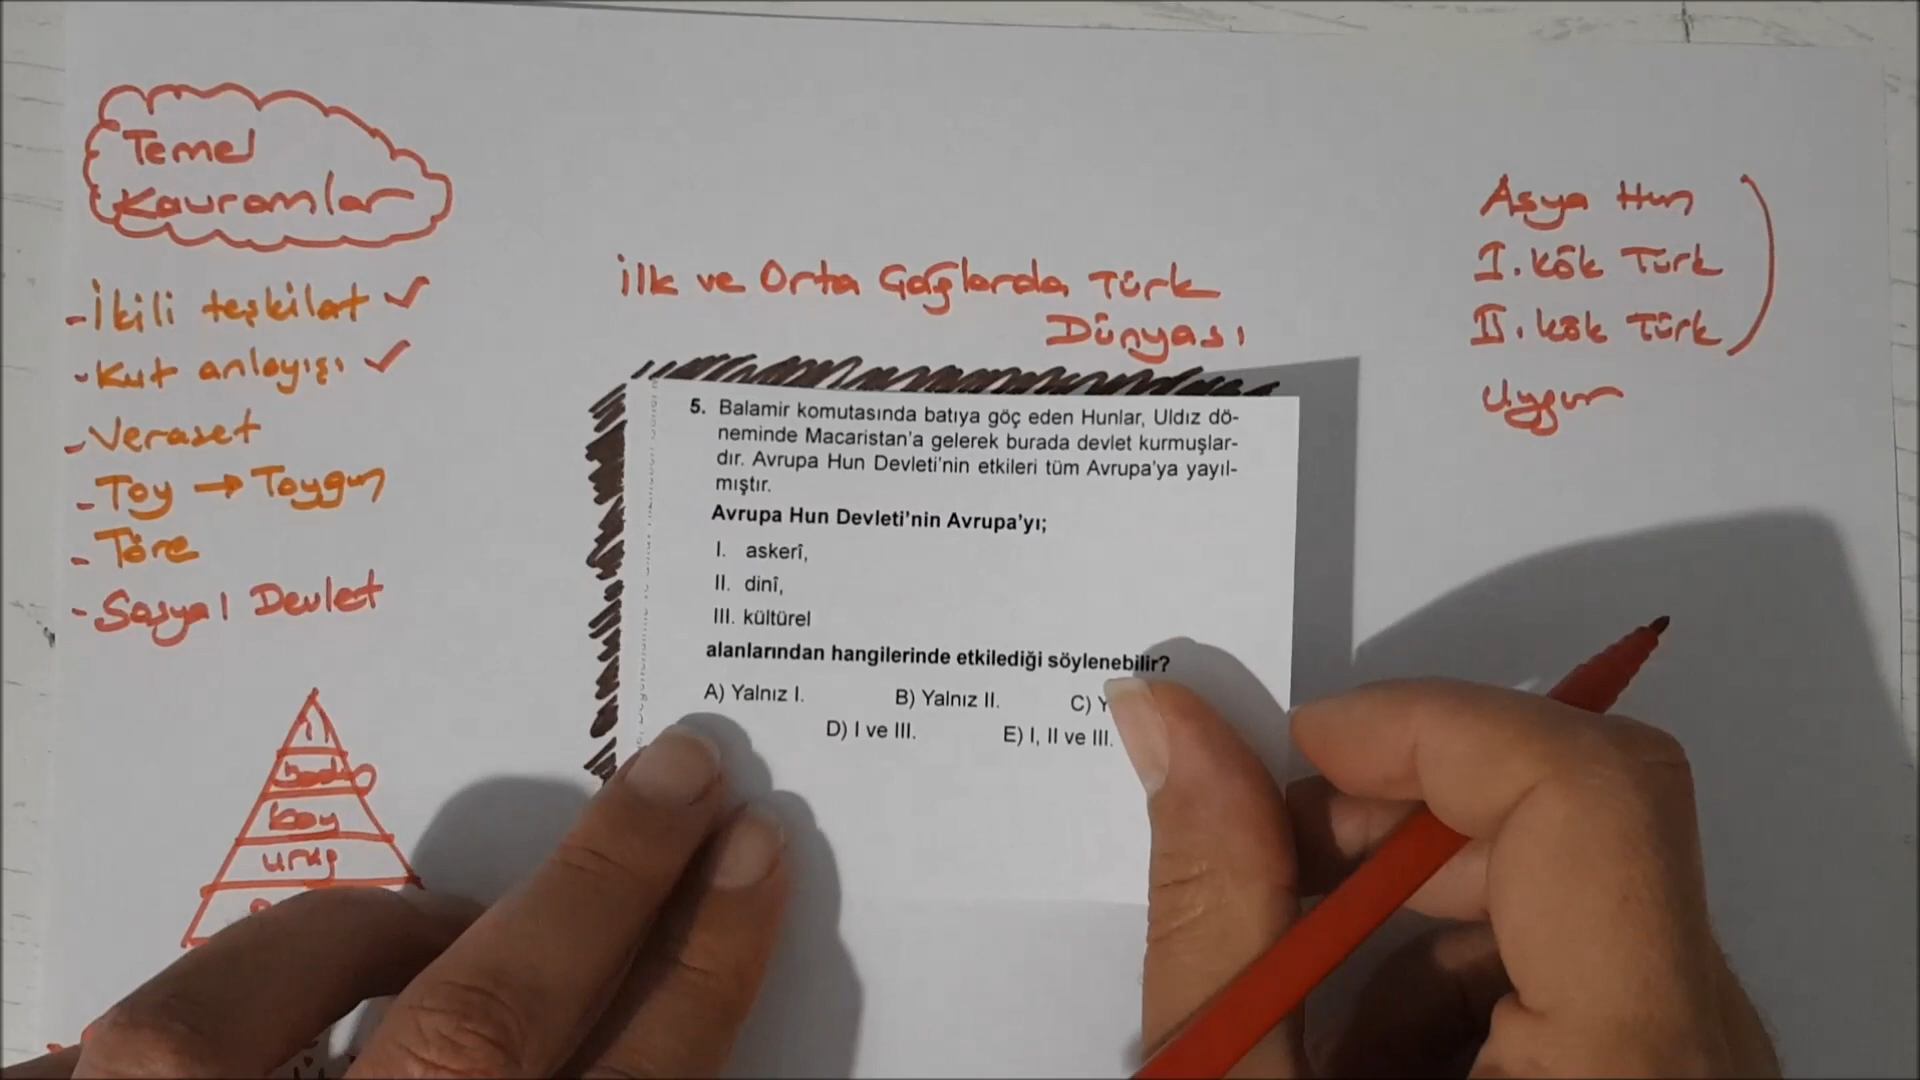 Temel
Kavramlar
-İkili teşkilat ✓
-Kut anlayışı ✓
-Veraset
-Toy → Toygun
-Töre
-Sosyal Devlet
boy
uruş
İlk ve Orta Çağlarda Türk
Dünyası
5. Balamir komutasında batıya göç eden Hunlar, Uldız dö-
neminde Macaristan'a gelerek burada devlet kurmuşlar-
dır. Avrupa Hun Devleti'nin etkileri tüm Avrupa'ya yayıl-
mıştır.
Avrupa Hun Devleti'nin Avrupa'yı;
I. askerî,
II. dinî,
III. kültürel
alanlarından hangilerinde etkilediği söylenebilir?
A) Yalnız I. B) Yalnız II. C) Y
D) I ve III. E) I, II ve III.
Asya Hun
I. Kök Türk
II. Kök Türk
Uygur